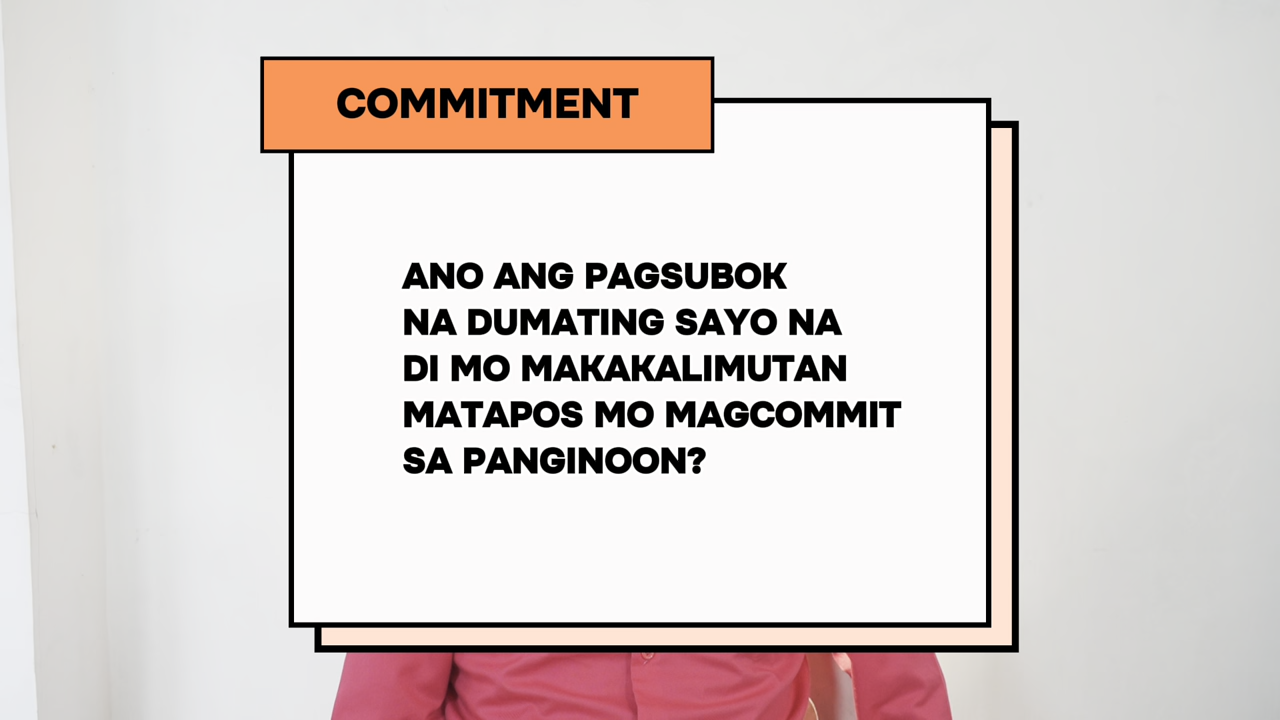 COMMITMENT
ANO ANG PAGSUBOK
NA DUMATING SAYO NA
DI MO MAKAKALIMUTAN
MATAPOS MO MAGCOMMIT
SA PANGINOON?